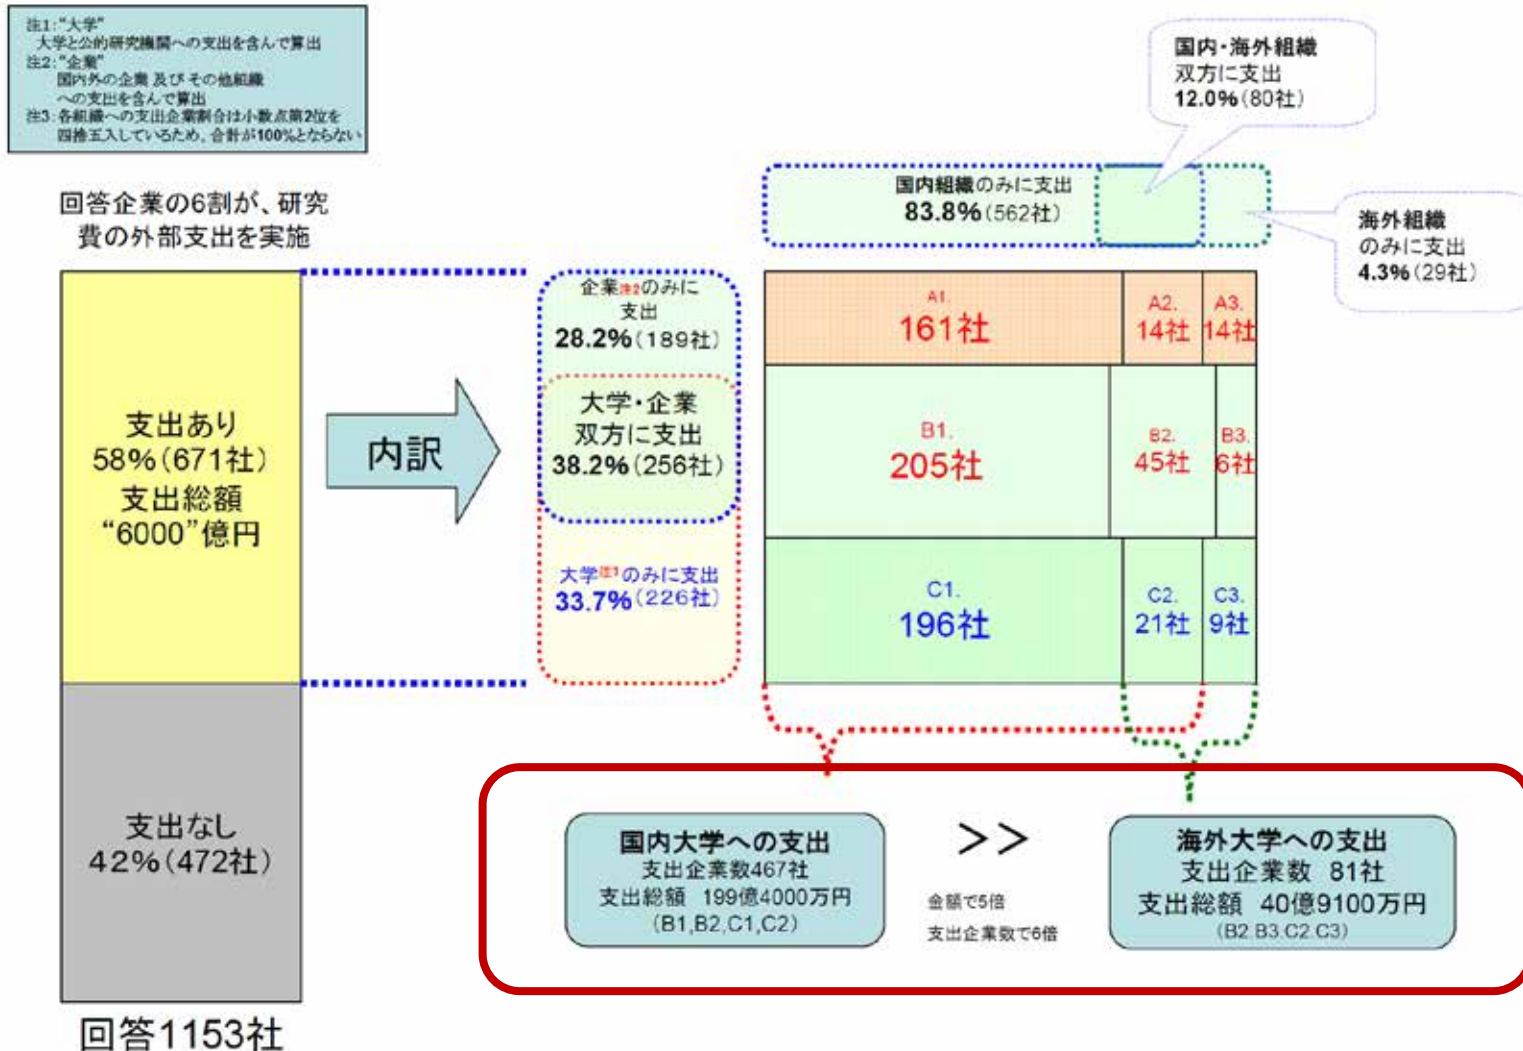 注1:“大学”
大学と公的研究機関への支出を含んで算出
注2:“企業”
国内外の企業 及び その他組織
への支出を含んで算出
注3:各組織への支出企業割合は小数点第2位を
四捨五入しているため、合計が100%とならない
国内・海外組織
双方に支出
12.0%(80社)
国内組織のみに支出
83.8%(562社)
海外組織
のみに支出
4.3%(29社)
回答企業の6割が、研究
費の外部支出を実施
支出あり
58%(671社)
支出総額
“6000”億円
支出なし
42%(472社)
回答1153社
内訳
企業注2のみに
支出
28.2%(189社)
大学・企業
双方に支出
38.2%(256社)
大学注1のみに支出
33.7%(226社)
A1.
161社
A2.
14社
A3.
14社
B1.
205社
B2.
45社
B3.
6社
C1.
196社
C2.
21社
C3.
9社
国内大学への支出
支出企業数467社
支出総額 199億4000万円
(B1,B2,C1,C2)
>>
金額で5倍
支出企業数で6倍
海外大学への支出
支出企業数 81社
支出総額 40億9100万円
(B2.B3.C2.C3)